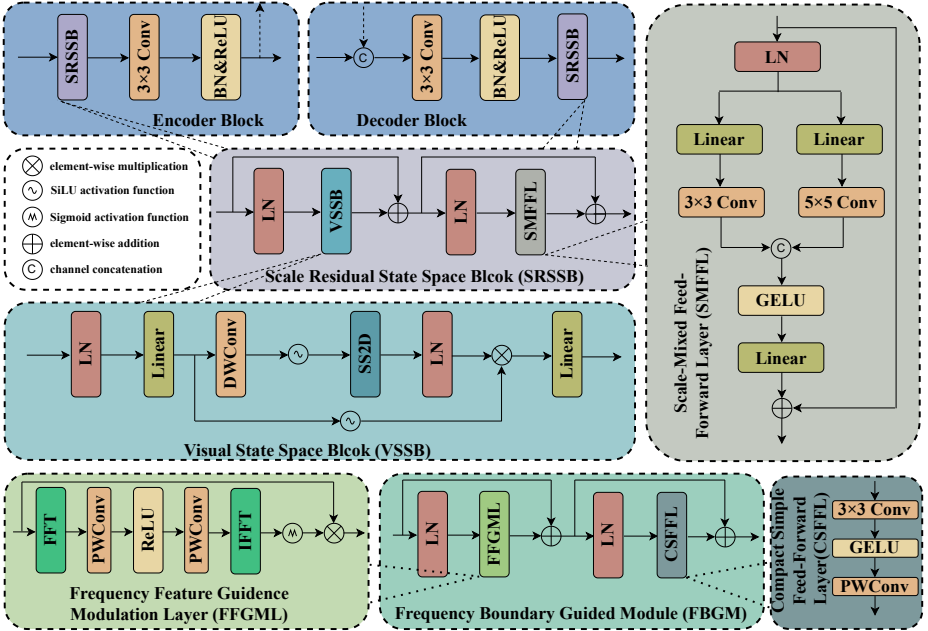 SRSSB
3×3 Conv
BN&ReLU
Encoder Block
C
3×3 Conv
BN&ReLU
SRSSB
Decoder Block
element-wise multiplication
SiLU activation function
Sigmoid activation function
element-wise addition
C
channel concatenation
LN
VSSB
LN
SMFFL
Scale Residual State Space Blcok (SRSSB)
LN
Linear
Linear
3×3 Conv
5×5 Conv
C
GELU
Linear
Scale-Mixed Feed-
Forward Layer (SMFFL)
LN
Linear
DWConv
SS2D
LN
Linear
Visual State Space Blcok (VSSB)
FFT
PWConv
ReLU
PWConv
IFFT
Frequency Feature Guidence
Modulation Layer (FFGML)
LN
FFGML
LN
CSFFL
Frequency Boundary Guided Module (FBGM)
Compact Simple
Feed-Forward
Layer(CSFFL)
3×3 Conv
GELU
PWConv